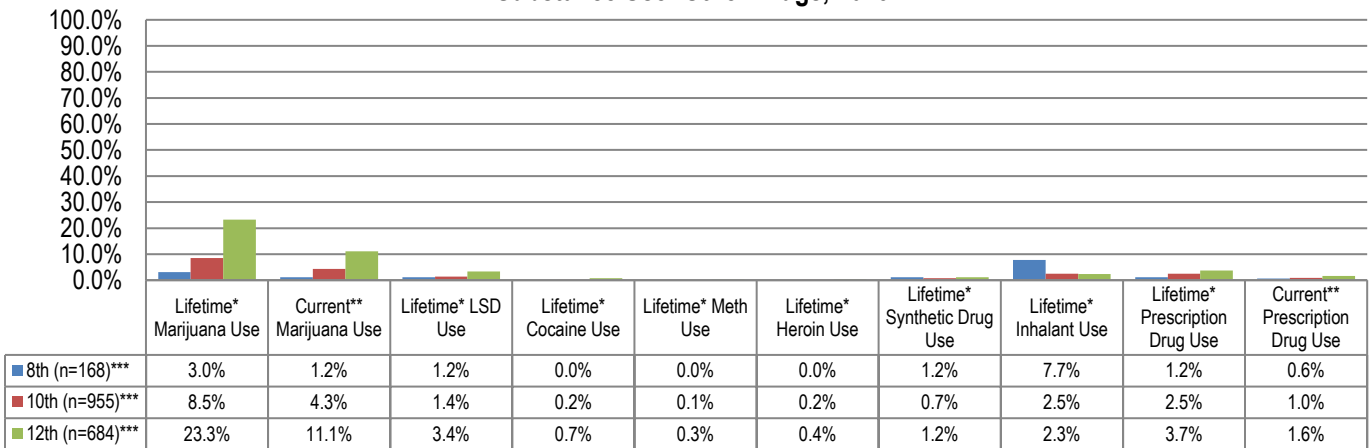 100.0%
90.0%
80.0%
70.0%
60.0%
50.0%
40.0%
30.0%
20.0%
10.0%
0.0%
Lifetime* Marijuana Use Current** Marijuana Use Lifetime* LSD Use Lifetime* Cocaine Use Lifetime* Meth Use Lifetime* Heroin Use Lifetime* Synthetic Drug Use Lifetime* Inhalant Use Lifetime* Prescription Drug Use Current** Prescription Drug Use
8th (n=168)*** 3.0% 1.2% 1.2% 0.0% 0.0% 0.0% 1.2% 7.7% 1.2% 0.6%
10th (n=955)*** 8.5% 4.3% 1.4% 0.2% 0.1% 0.2% 0.7% 2.5% 2.5% 1.0%
12th (n=684)*** 23.3% 11.1% 3.4% 0.7% 0.3% 0.4% 1.2% 2.3% 3.7% 1.6%